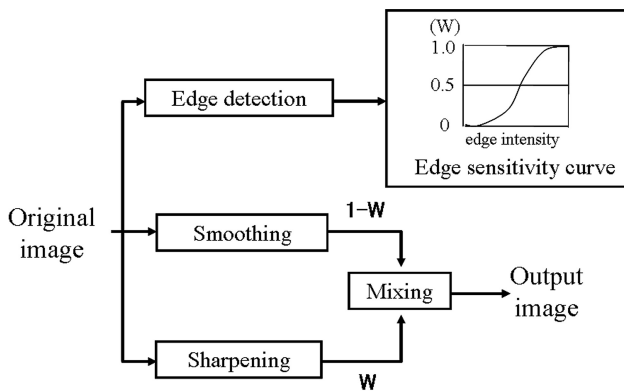 (W)
1.0
0.5
0
edge intensity
Edge sensitivity curve
Edge detection
Original
image
Smoothing
1-W
Mixing
Output
image
Sharpening
W